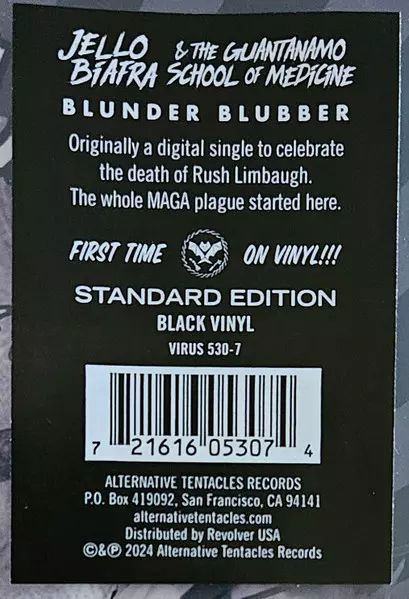 JELLO BIAFRA & THE GUANTANAMO SCHOOL OF MEDICINE
BLUNDER BLUBBER
Originally a digital single to celebrate
the death of Rush Limbaugh.
The whole MAGA plague started here.
FIRST TIME ON VINYL!!!
STANDARD EDITION
BLACK VINYL
VIRUS 530-7
7 21616 05307 4
ALTERNATIVE TENTACLES RECORDS
P.O. Box 419092, San Francisco, CA 94141
alternativetentacles.com
Distributed by Revolver USA
©&℗ 2024 Alternative Tentacles Records